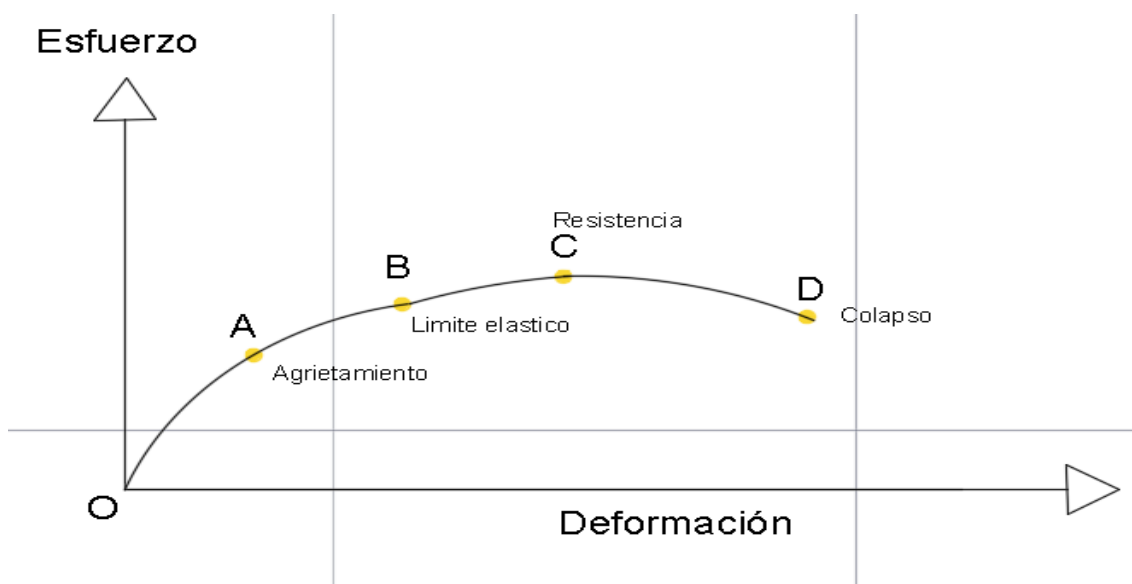 Esfuerzo
Resistencia
C
B
D
Colapso
A
Limite elastico
Agrietamiento
O
Deformación